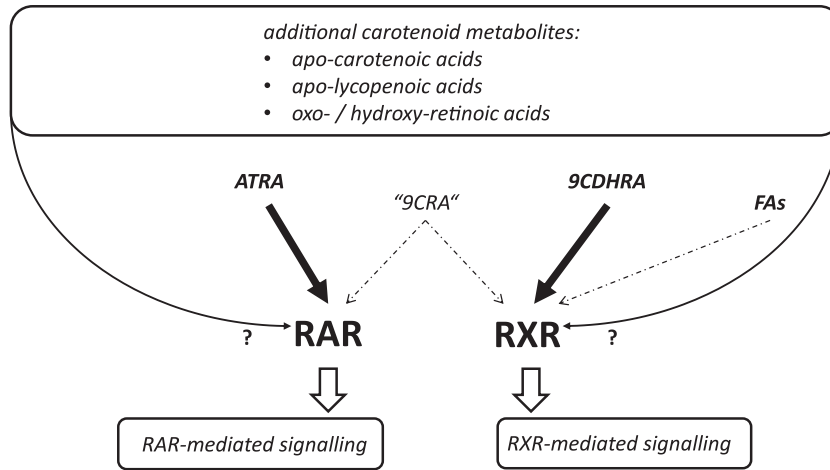 additional carotenoid metabolites:
• apo-carotenoic acids
• apo-lycopenoic acids
• oxo- / hydroxy-retinoic acids
ATRA
"9CRA"
9CDHRA
FAs
? RAR
RXR ?
RAR-mediated signalling
RXR-mediated signalling